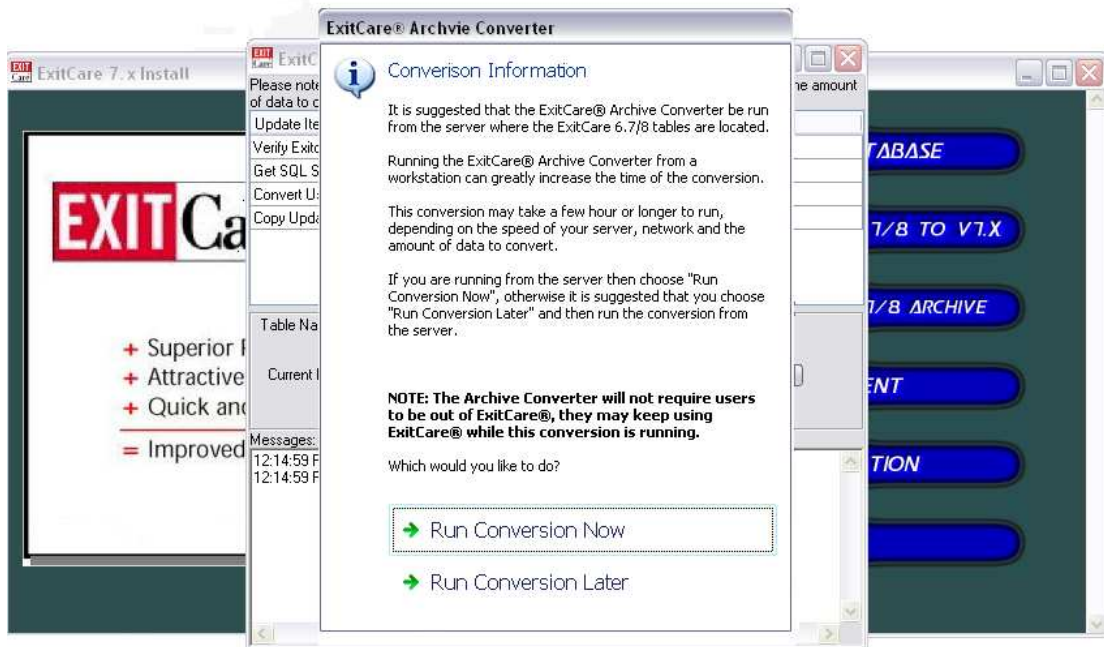 ExitCare® Archvie Converter
ExitCare 7.x Install
EXIT Care
ExitC
Please note
he amount
of data to c
Update Ite
Verify Exitc
Get SQL S
Convert U
Copy Upda
Table Na
Current
Messages:
12:14:59
12:14:59
EXIT Ca
+ Superior
+ Attractive
+ Quick and
= Improved
Converison Information
It is suggested that the ExitCare® Archive Converter be run
from the server where the ExitCare 6.7/8 tables are located.
Running the ExitCare® Archive Converter from a
workstation can greatly increase the time of the conversion.
This conversion may take a few hour or longer to run,
depending on the speed of your server, network and the
amount of data to convert.
If you are running from the server then choose "Run
Conversion Now", otherwise it is suggested that you choose
"Run Conversion Later" and then run the conversion from
the server.
NOTE: The Archive Converter will not require users
to be out of ExitCare®, they may keep using
ExitCare® while this conversion is running.
Which would you like to do?
Run Conversion Now
Run Conversion Later
TABASE
7/8 TO V7.X
7/8 ARCHIVE
ENT
TION